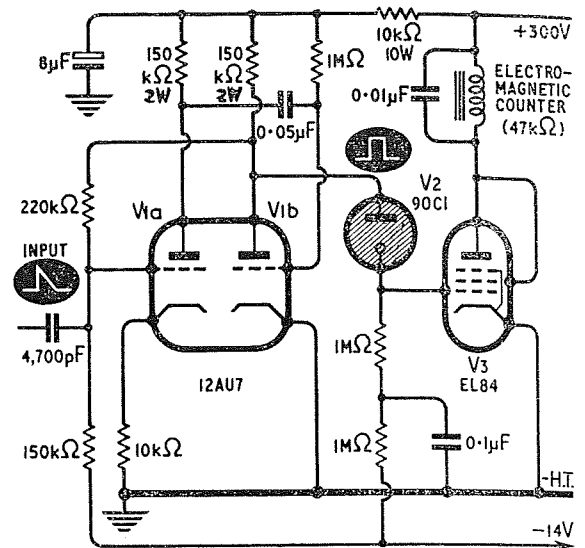 8µF
150
kΩ
2W
150
kΩ
2W
1MΩ
10kΩ
10W
+300V
0·01µF
ELECTRO-
MAGNETIC
COUNTER
(47kΩ)
0·05µF
220kΩ
V1a
V1b
V2
90C1
INPUT
4,700pF
12AU7
1MΩ
V3
EL84
150kΩ
10kΩ
1MΩ
0·1µF
-H.T.
-14V